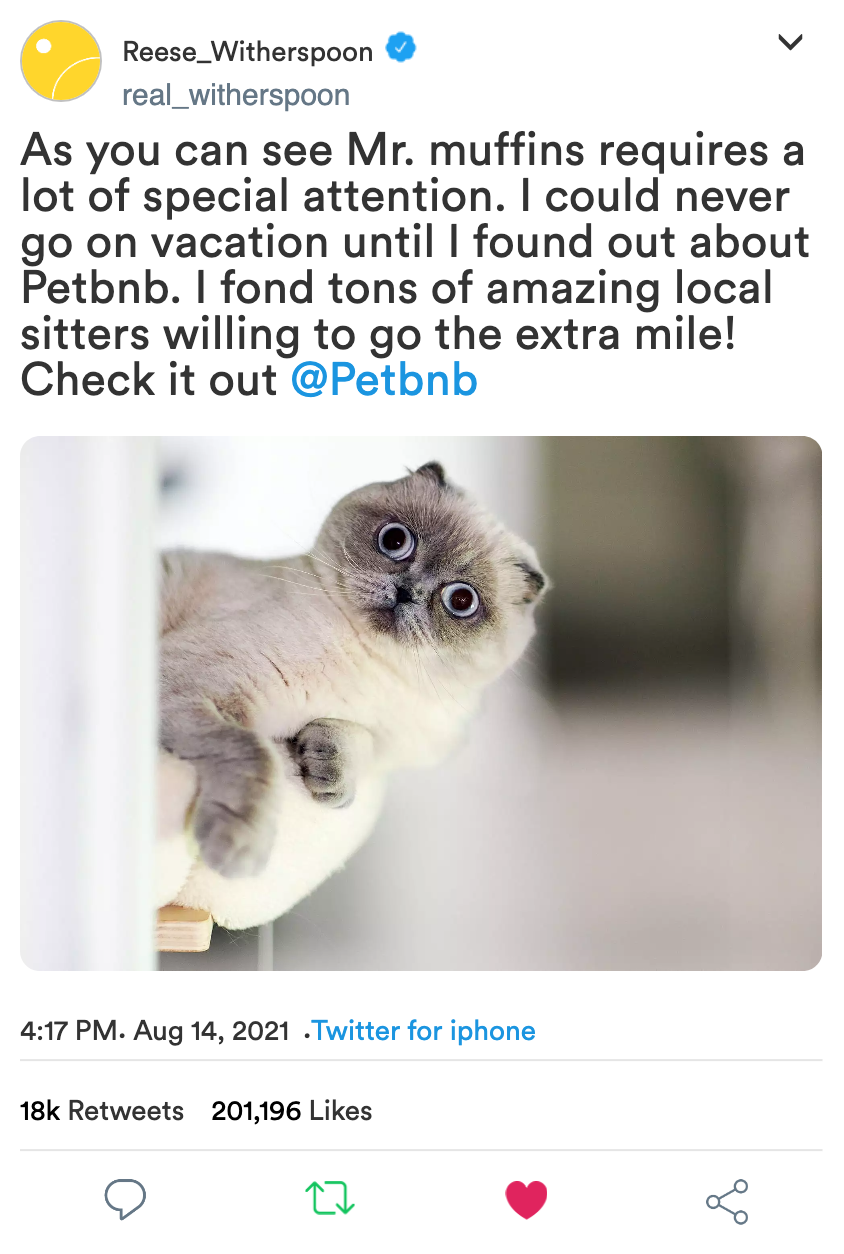 Reese_Witherspoon
real_witherspoon
As you can see Mr. muffins requires a
lot of special attention. I could never
go on vacation until I found out about
Petbnb. I fond tons of amazing local
sitters willing to go the extra mile!
Check it out @Petbnb
4:17 PM. Aug 14, 2021 .Twitter for iphone
18k Retweets 201,196 Likes